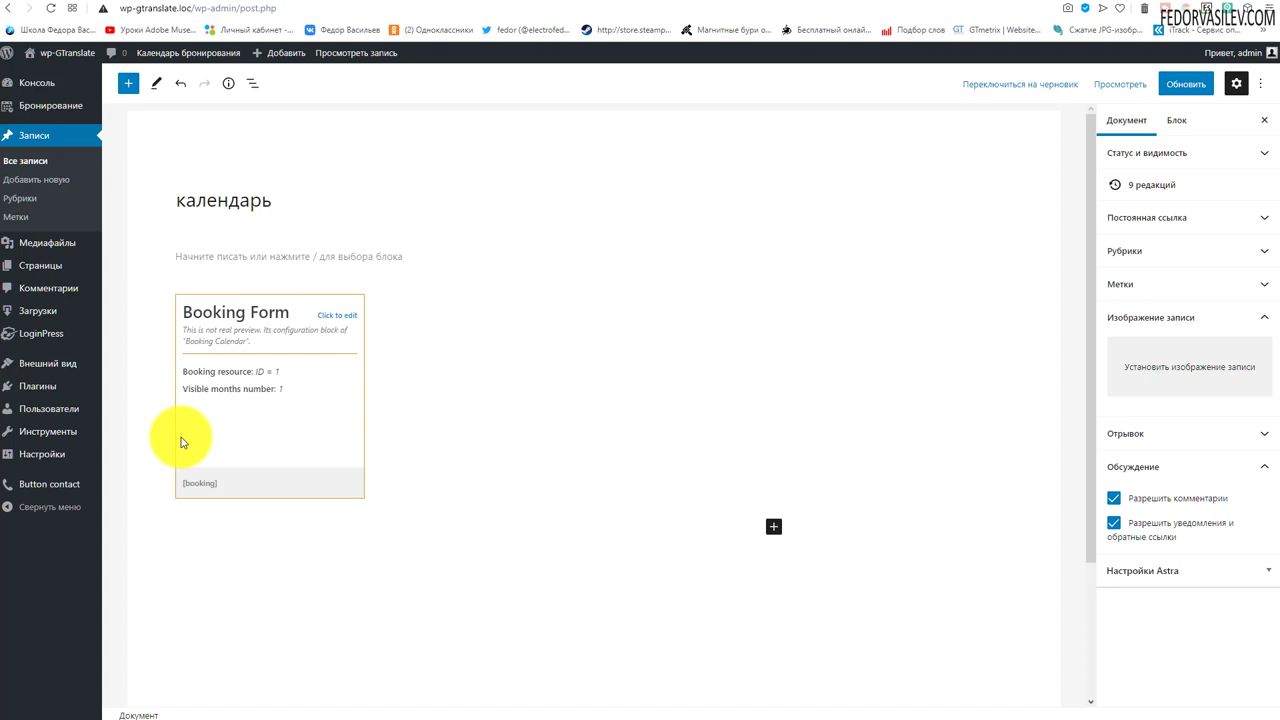 wp-gtranslate.loc/wp-admin/post.php
FEDORVASILEV.COM
Школа Федора Вас...
Уроки Adobe Muse...
Личный кабинет -...
Федор Васильев
(2) Одноклассники
fedor (@electrofed...
http://store.steamp...
Магнитные бури о...
Бесплатный онлай...
Подбор слов
GTmetrix | Website...
Сжатие JPG-изобр...
iTrack - Сервис оп...
wp-GTranslate
0
Календарь бронирования
Добавить
Просмотреть запись
Привет, admin
Консоль
Бронирование
Записи
Все записи
Добавить новую
Рубрики
Метки
Медиафайлы
Страницы
Комментарии
Загрузки
LoginPress
Внешний вид
Плагины
Пользователи
Инструменты
Настройки
Button contact
Свернуть меню
Переключиться на черновик
Просмотреть
Обновить
календарь
Начните писать или нажмите / для выбора блока
Booking Form
Click to edit
This is not real preview. Its configuration block of
"Booking Calendar".
Booking resource: ID = 1
Visible months number: 1
[booking]
Документ
Блок
Статус и видимость
9 редакций
Постоянная ссылка
Рубрики
Метки
Изображение записи
Установить изображение записи
Отрывок
Обсуждение
Разрешить комментарии
Разрешить уведомления и
обратные ссылки
Настройки Astra
Документ